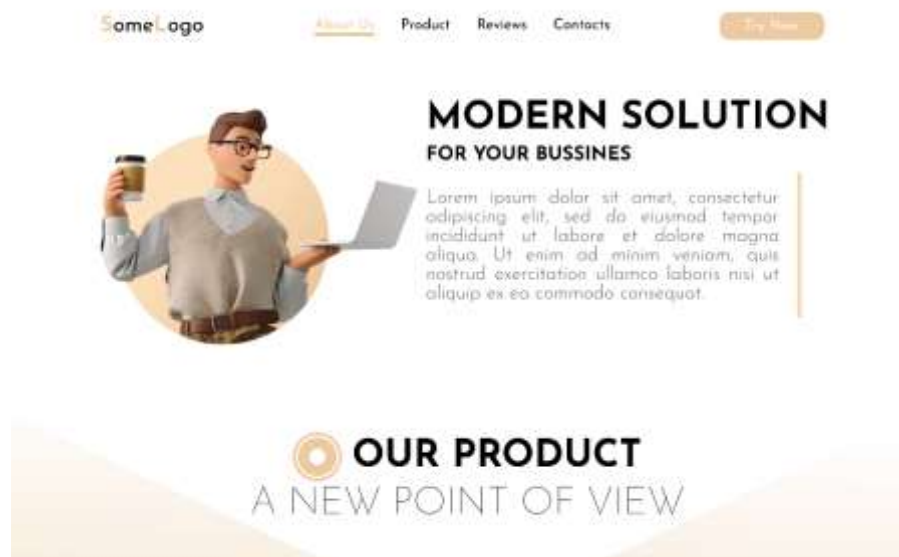 SomeLogo
About Us Product Reviews Contacts
Try Now
MODERN SOLUTION
FOR YOUR BUSSINES
Lorem ipsum dolor sit amet, consectetur
adipiscing elit, sed do eiusmod tempor
incididunt ut labore et dolore magna
aliqua. Ut enim ad minim veniam, quis
nostrud exercitation ullamco laboris nisi ut
aliquip ex ea commodo consequat.
OUR PRODUCT
A NEW POINT OF VIEW